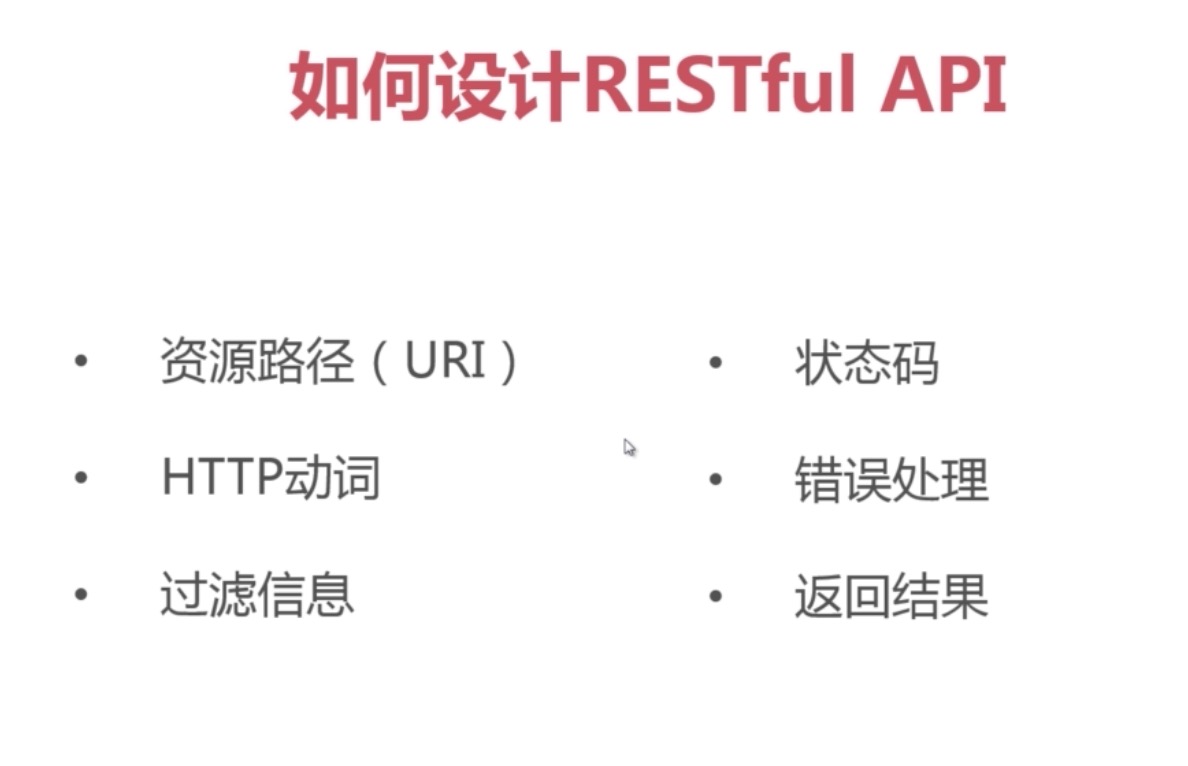 如何设计RESTful API
• 资源路径（URI）
• HTTP动词
• 过滤信息
• 状态码
• 错误处理
• 返回结果